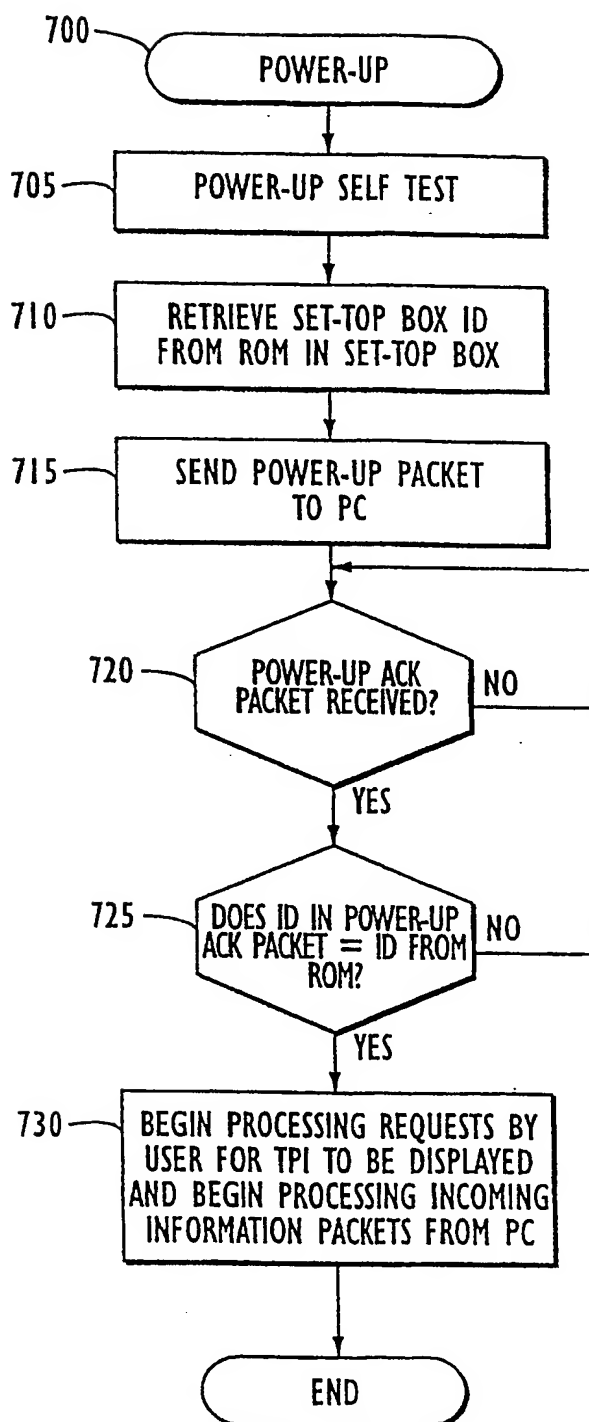 700
POWER-UP
705
POWER-UP SELF TEST
710
RETRIEVE SET-TOP BOX ID
FROM ROM IN SET-TOP BOX
715
SEND POWER-UP PACKET
TO PC
720
POWER-UP ACK
PACKET RECEIVED?
NO
YES
725
DOES ID IN POWER-UP
ACK PACKET = ID FROM
ROM?
NO
YES
730
BEGIN PROCESSING REQUESTS BY
USER FOR TPI TO BE DISPLAYED
AND BEGIN PROCESSING INCOMING
INFORMATION PACKETS FROM PC
END